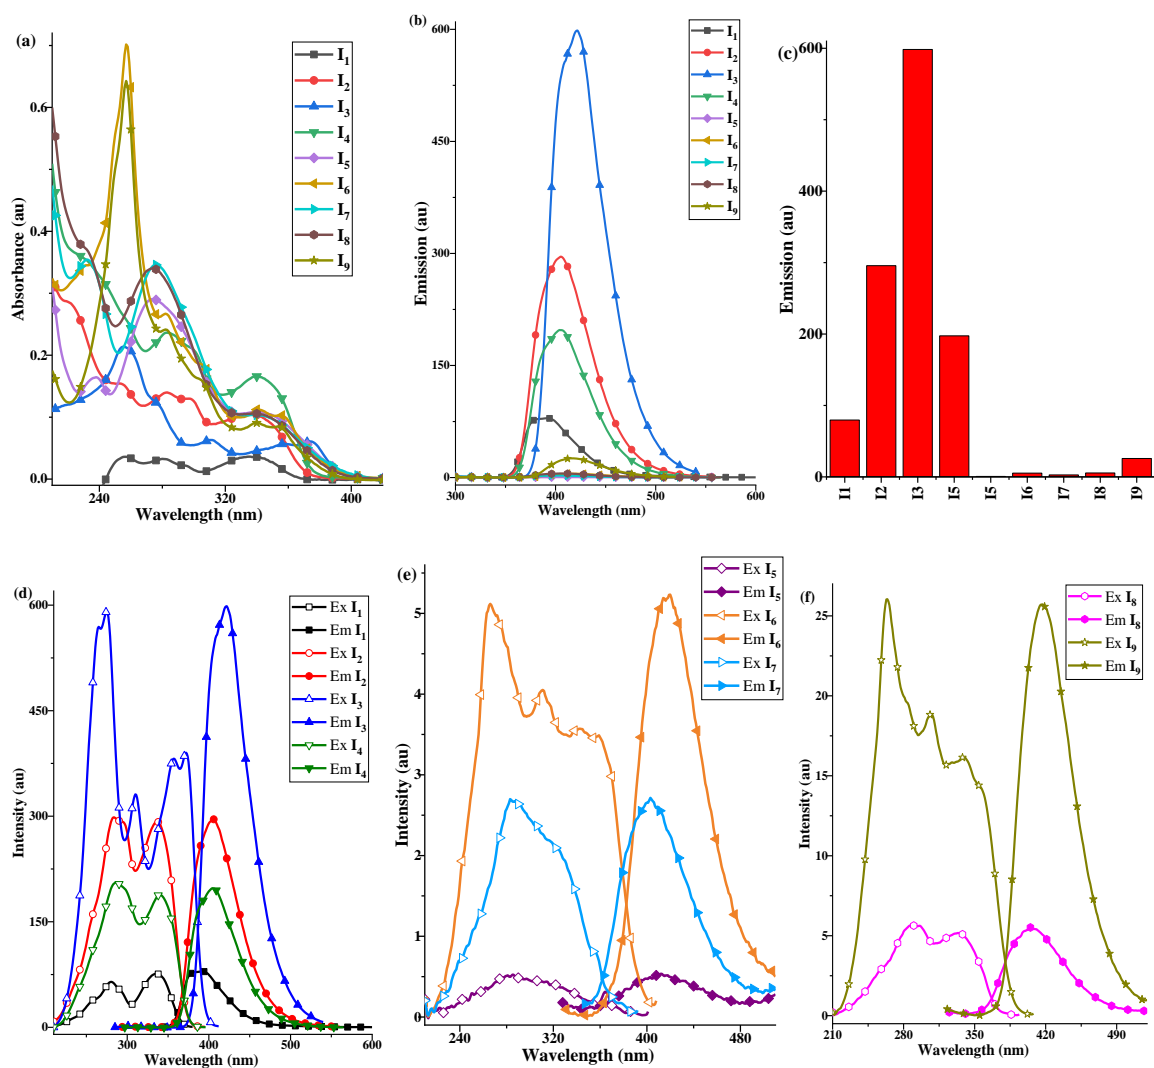 (a)
Absorbance (au)
0.6
0.4
0.2
0.0
240
320
400
Wavelength (nm)
I₁
I₂
I₃
I₄
I₅
I₆
I₇
I₈
I₉
(b)
Emission (au)
600
450
300
150
0
300
400
500
600
Wavelength (nm)
I₁
I₂
I₃
I₄
I₅
I₆
I₇
I₈
I₉
(c)
Emission (au)
600
400
200
0
I1
I2
I3
I5
I5
I6
I7
I8
I9
(d)
Intensity (au)
600
450
300
150
0
300
400
500
600
Wavelength (nm)
Ex I₁
Em I₁
Ex I₂
Em I₂
Ex I₃
Em I₃
Ex I₄
Em I₄
(e)
Intensity (au)
5
4
3
2
1
0
240
320
400
480
Wavelength (nm)
Ex I₅
Em I₅
Ex I₆
Em I₆
Ex I₇
Em I₇
(f)
Intensity (au)
25
20
15
10
5
0
210
280
350
420
Wavelength (nm)
Ex I₈
Em I₈
Ex I₉
Em I₉